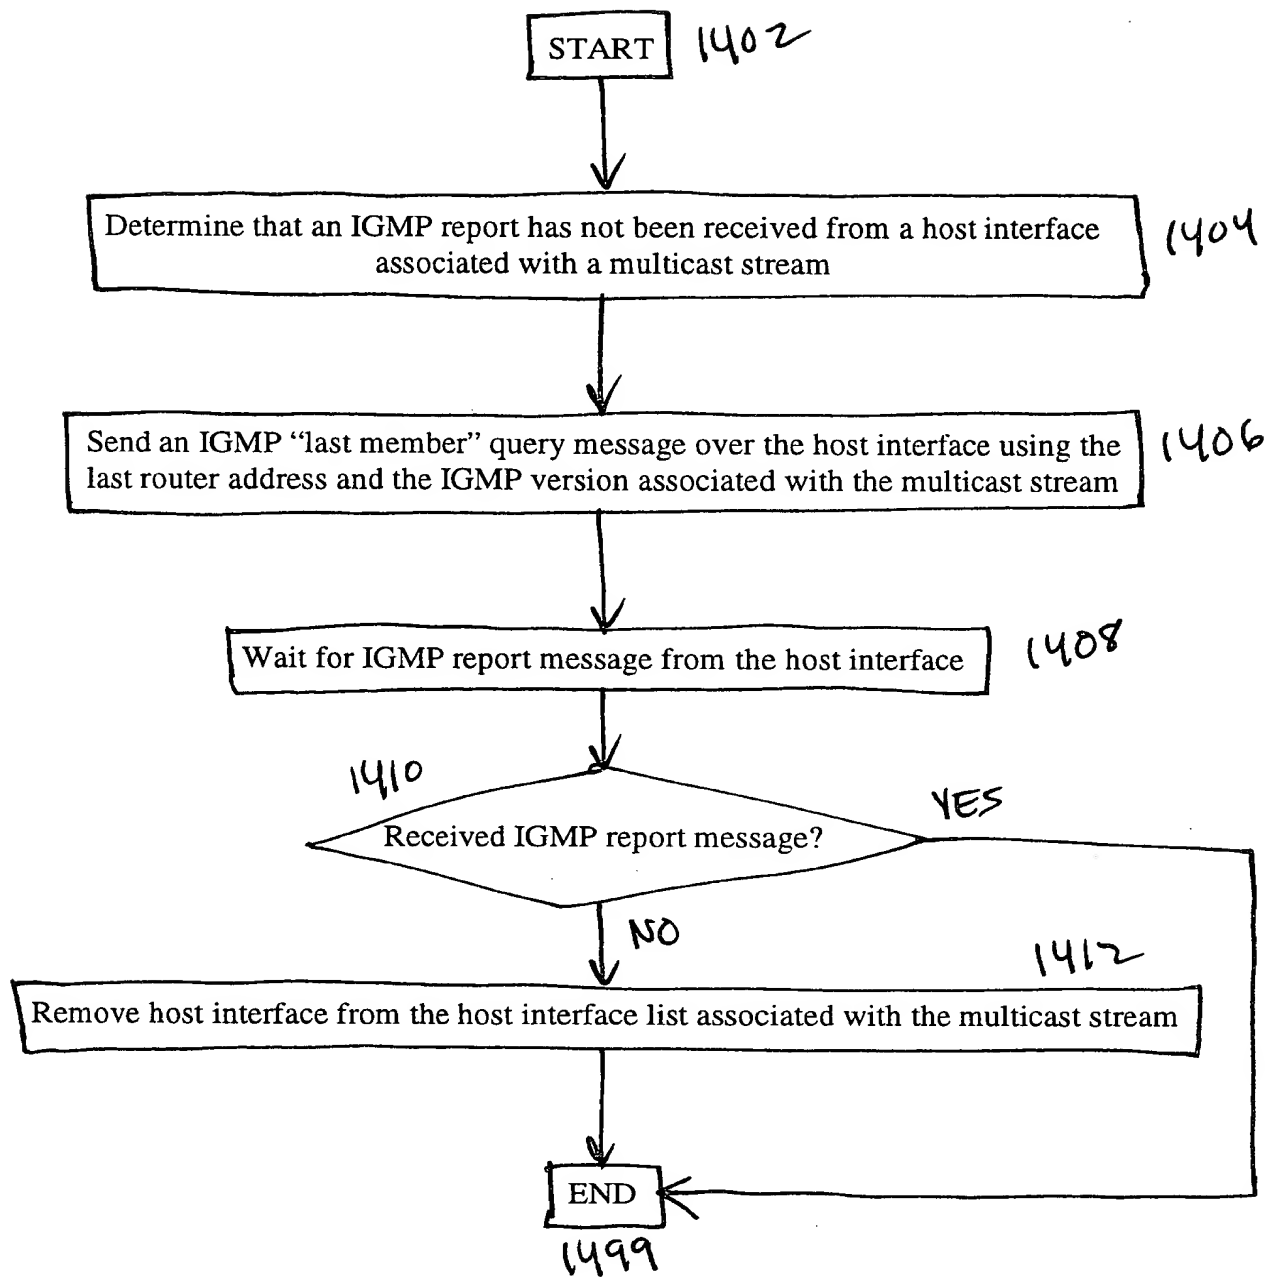 START 1402
Determine that an IGMP report has not been received from a host interface
associated with a multicast stream
1404
Send an IGMP “last member” query message over the host interface using the
last router address and the IGMP version associated with the multicast stream
1406
Wait for IGMP report message from the host interface
1408
1410
YES
Received IGMP report message?
NO
1412
Remove host interface from the host interface list associated with the multicast stream
END
1499